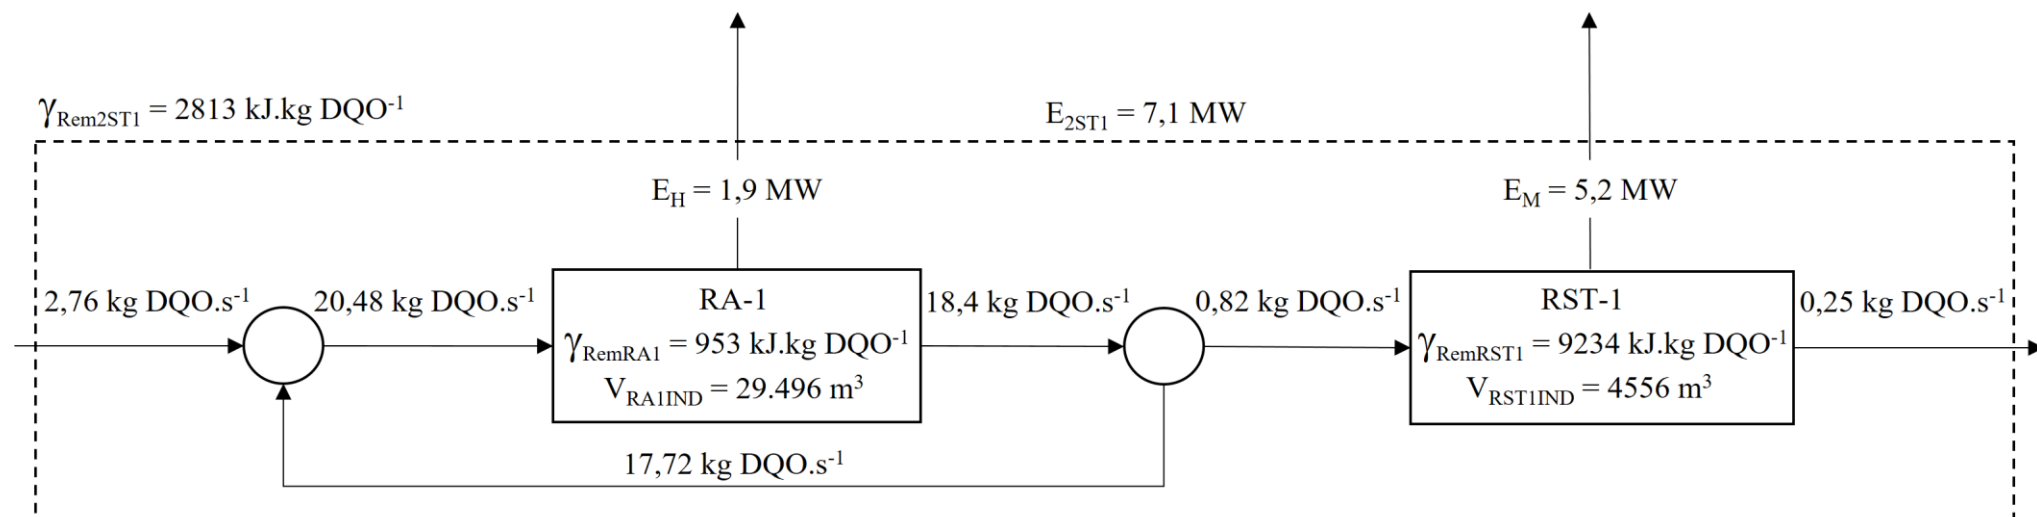 γRem2ST1 = 2813 kJ.kg DQO-1
E2ST1 = 7,1 MW
EH = 1,9 MW
EM = 5,2 MW
2,76 kg DQO.s-1
20,48 kg DQO.s-1
RA-1
γRemRA1 = 953 kJ.kg DQO-1
VRA1IND = 29.496 m3
18,4 kg DQO.s-1
0,82 kg DQO.s-1
RST-1
γRemRST1 = 9234 kJ.kg DQO-1
VRST1IND = 4556 m3
0,25 kg DQO.s-1
17,72 kg DQO.s-1